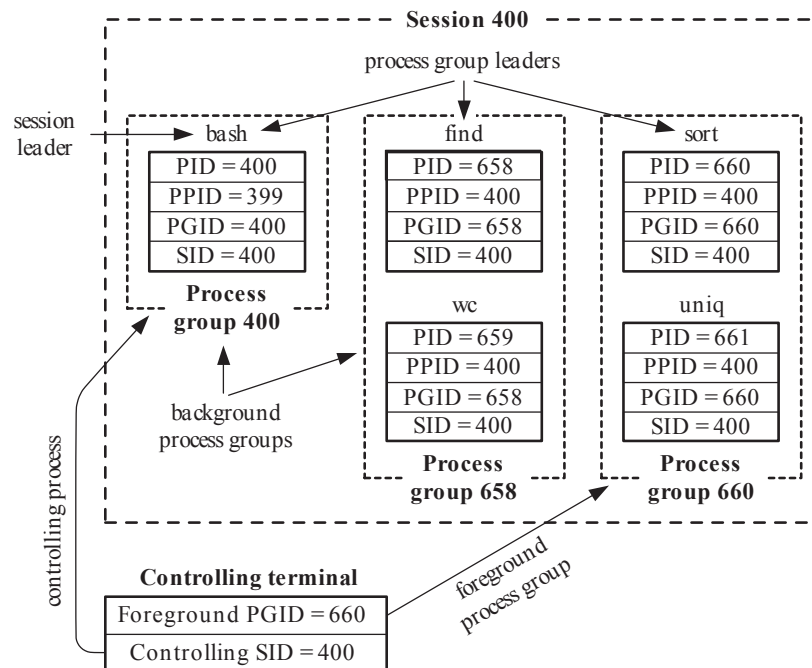 Session 400
process group leaders
session
leader
bash
PID = 400
PPID = 399
PGID = 400
SID = 400
Process
group 400
find
PID = 658
PPID = 400
PGID = 658
SID = 400
wc
PID = 659
PPID = 400
PGID = 658
SID = 400
Process
group 658
sort
PID = 660
PPID = 400
PGID = 660
SID = 400
uniq
PID = 661
PPID = 400
PGID = 660
SID = 400
Process
group 660
background
process groups
controlling process
foreground
process group
Controlling terminal
Foreground PGID = 660
Controlling SID = 400